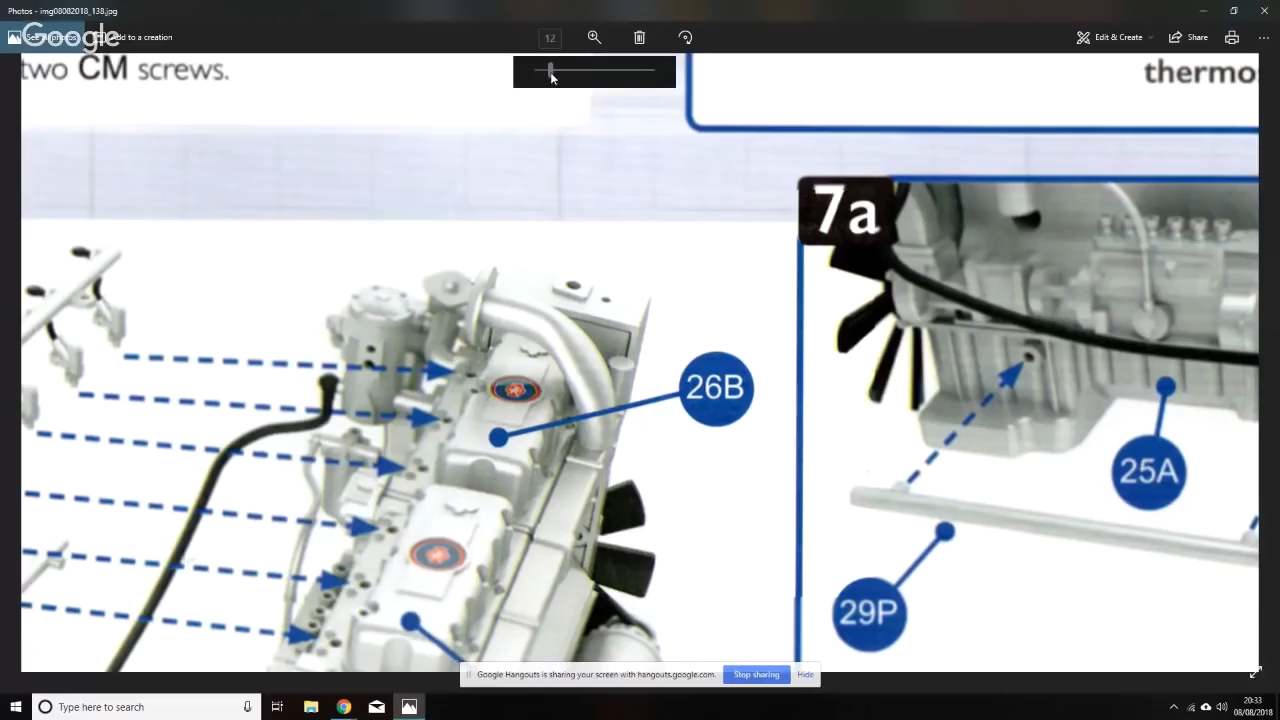 Photos - img08082018_138.jpg
Google
Add to a creation
12
Edit & Create
Share
two CM screws.
thermo
7a
26B
25A
29P
Google Hangouts is sharing your screen with hangouts.google.com.
Stop sharing
Hide
Type here to search
20:33
08/08/2018